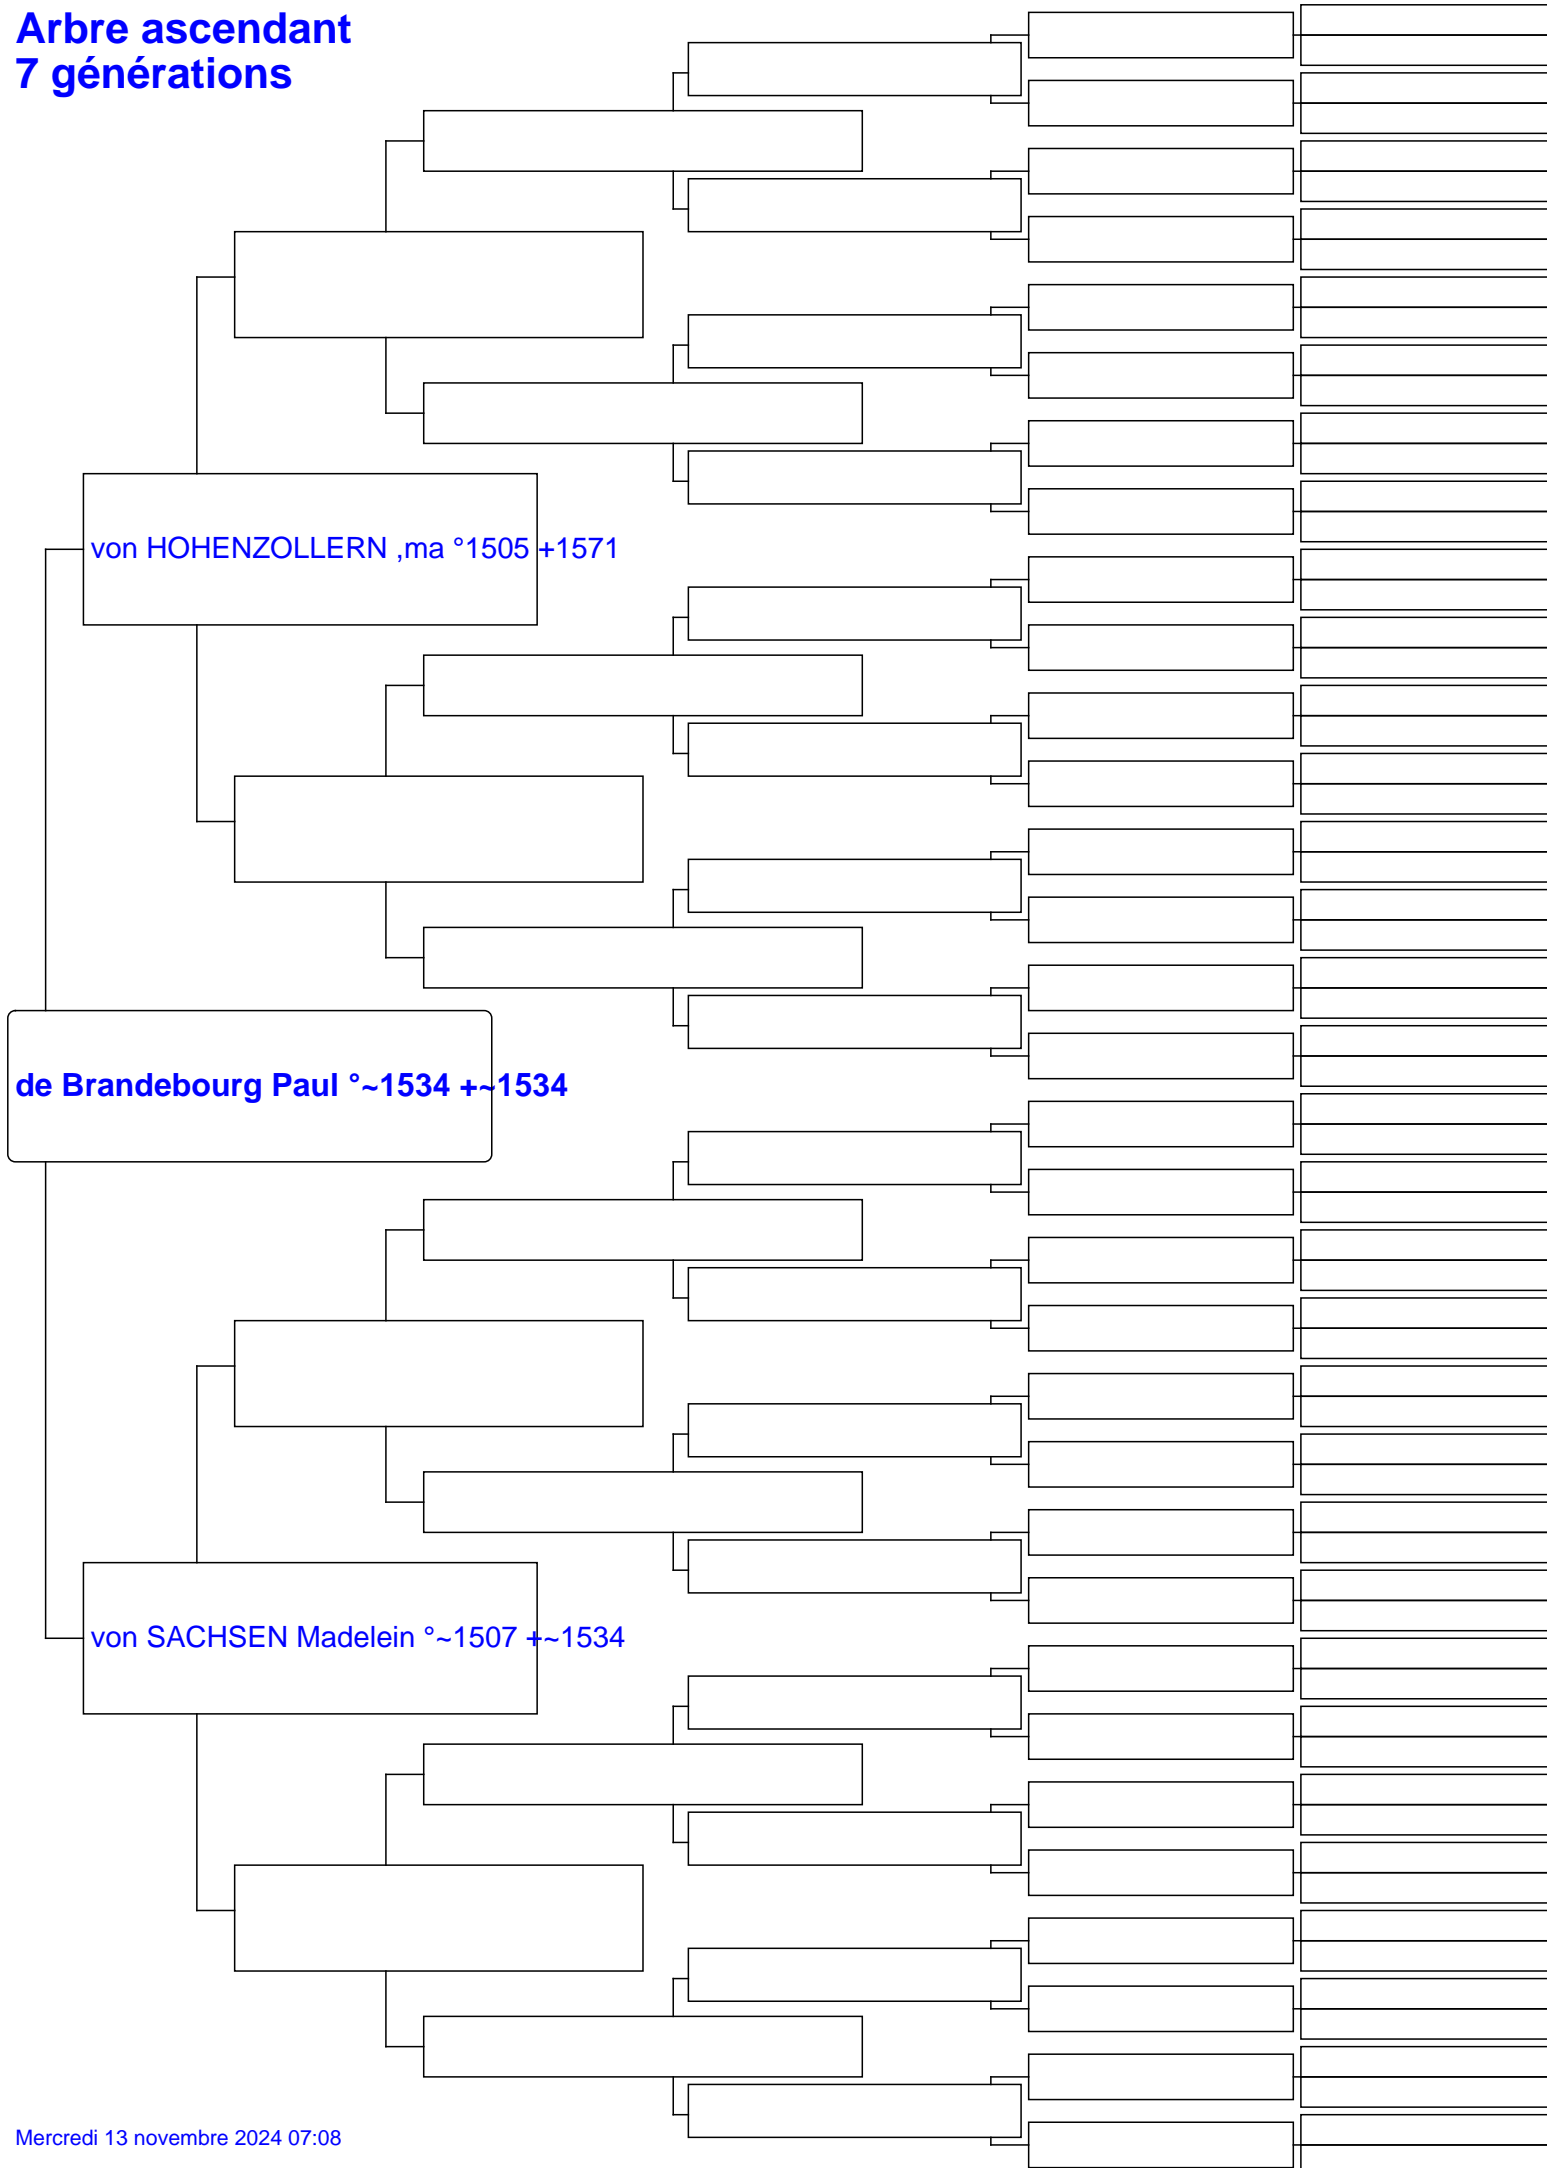 Arbre ascendant
7 générations
von HOHENZOLLERN ,ma °1505 +1571
de Brandebourg Paul °~1534 +~1534
von SACHSEN Madelein °~1507 +~1534
Mercredi 13 novembre 2024 07:08